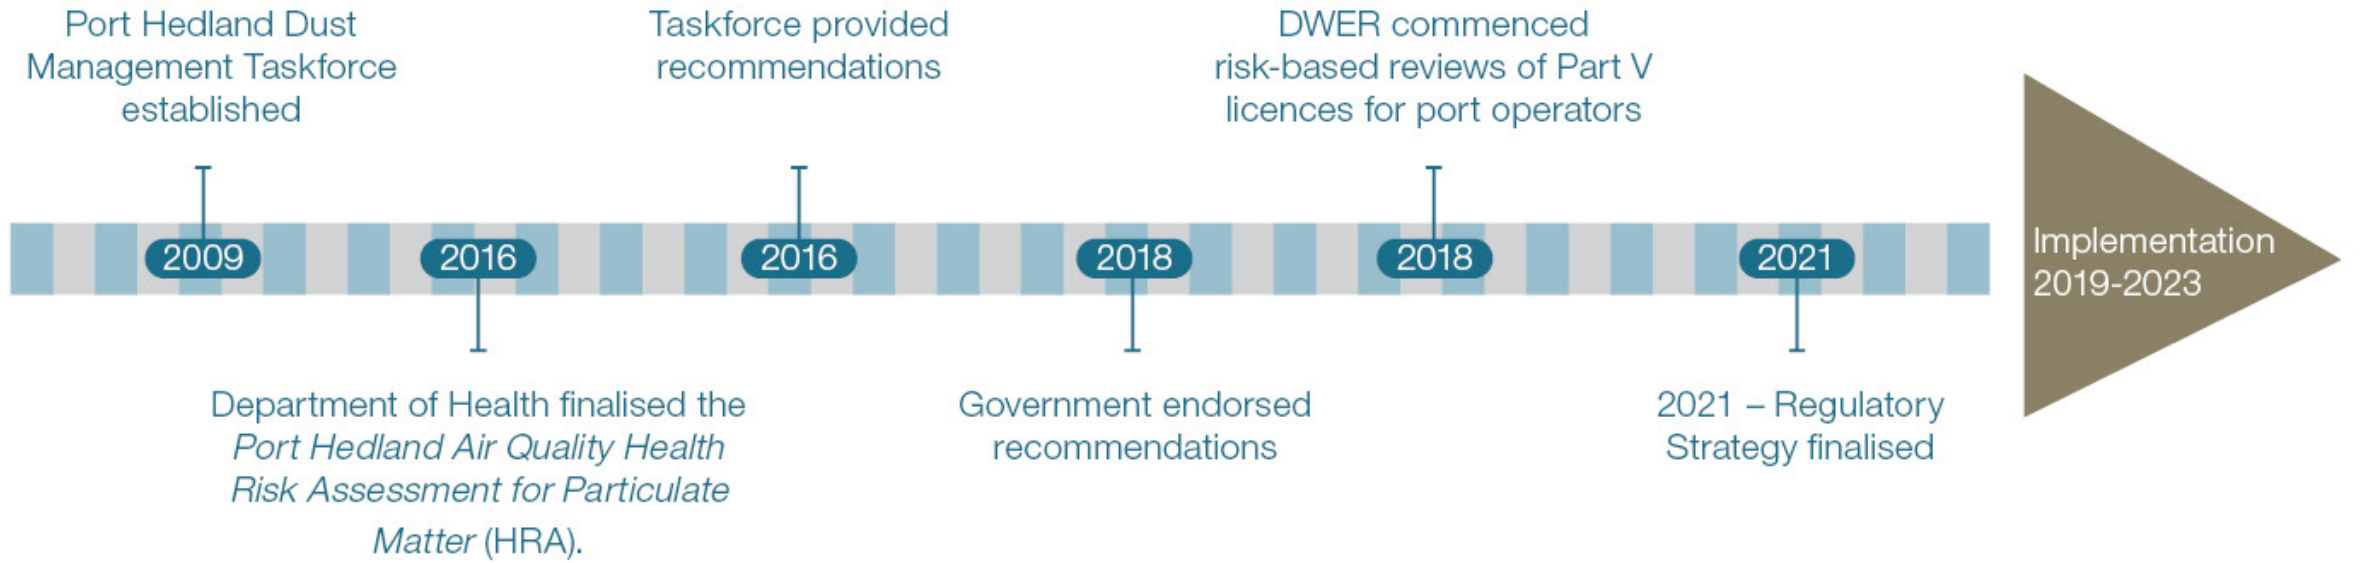 Port Hedland Dust
Management Taskforce
established
Taskforce provided
recommendations
DWER commenced
risk-based reviews of Part V
licences for port operators
2009
2016
2016
2018
2018
2021
Implementation
2019-2023
Department of Health finalised the
Port Hedland Air Quality Health
Risk Assessment for Particulate
Matter (HRA).
Government endorsed
recommendations
2021 – Regulatory
Strategy finalised